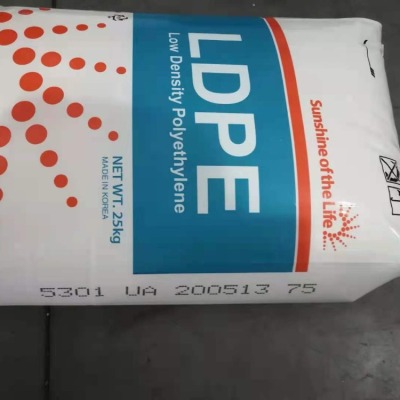 LDPE
Low Density Polyethylene
NET WT. 25kg
MADE IN KOREA
Sunshine of the Life
5301 UA 200513 75